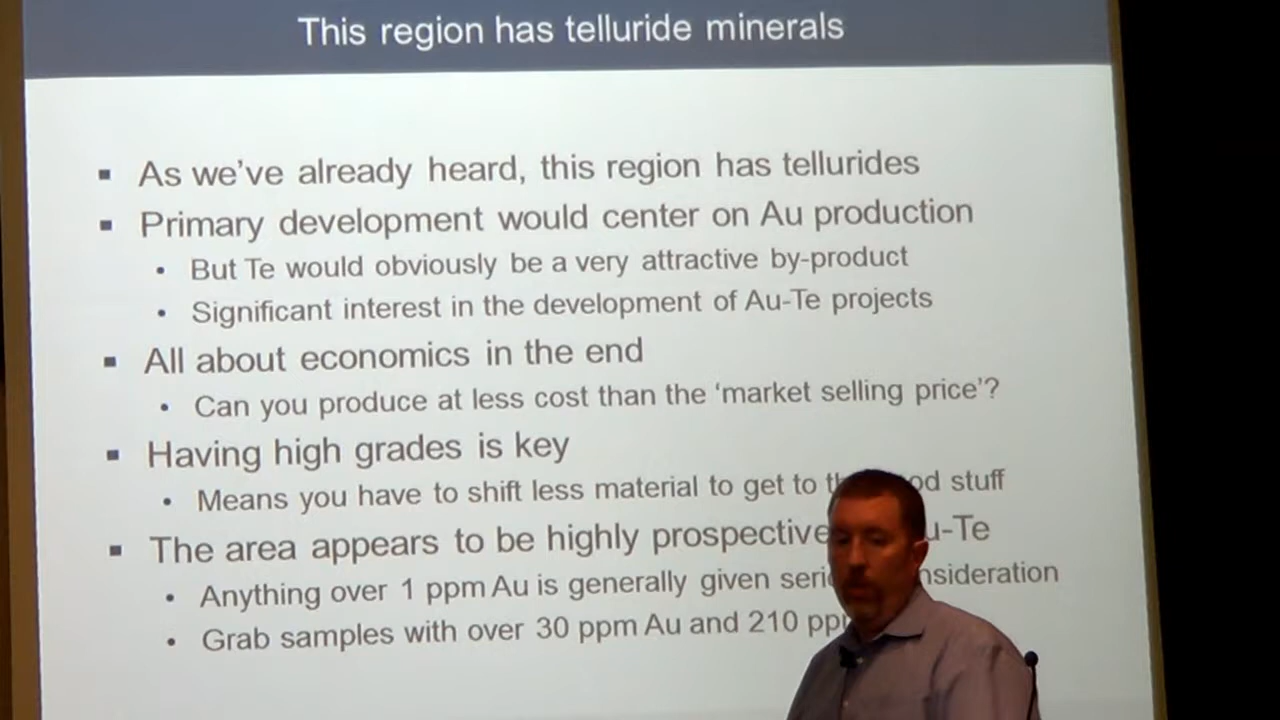 This region has telluride minerals
▪ As we've already heard, this region has tellurides
▪ Primary development would center on Au production
• But Te would obviously be a very attractive by-product
• Significant interest in the development of Au-Te projects
▪ All about economics in the end
• Can you produce at less cost than the 'market selling price'?
▪ Having high grades is key
• Means you have to shift less material to get to stuff
▪ The area appears to be highly prospective
• Anything over 1 ppm Au is generally given
• Grab samples with over 30 ppm Au and 210